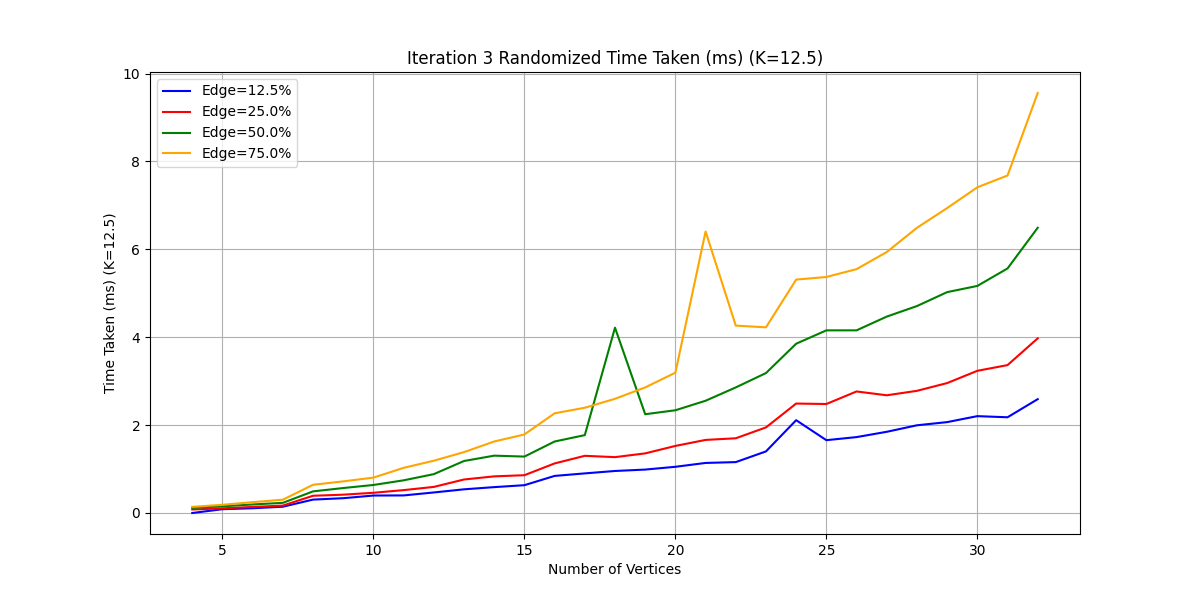 Iteration 3 Randomized Time Taken (ms) (K=12.5)
Edge=12.5%
Edge=25.0%
Edge=50.0%
Edge=75.0%
Time Taken (ms) (K=12.5)
10
8
6
4
2
0
5 10 15 20 25 30
Number of Vertices